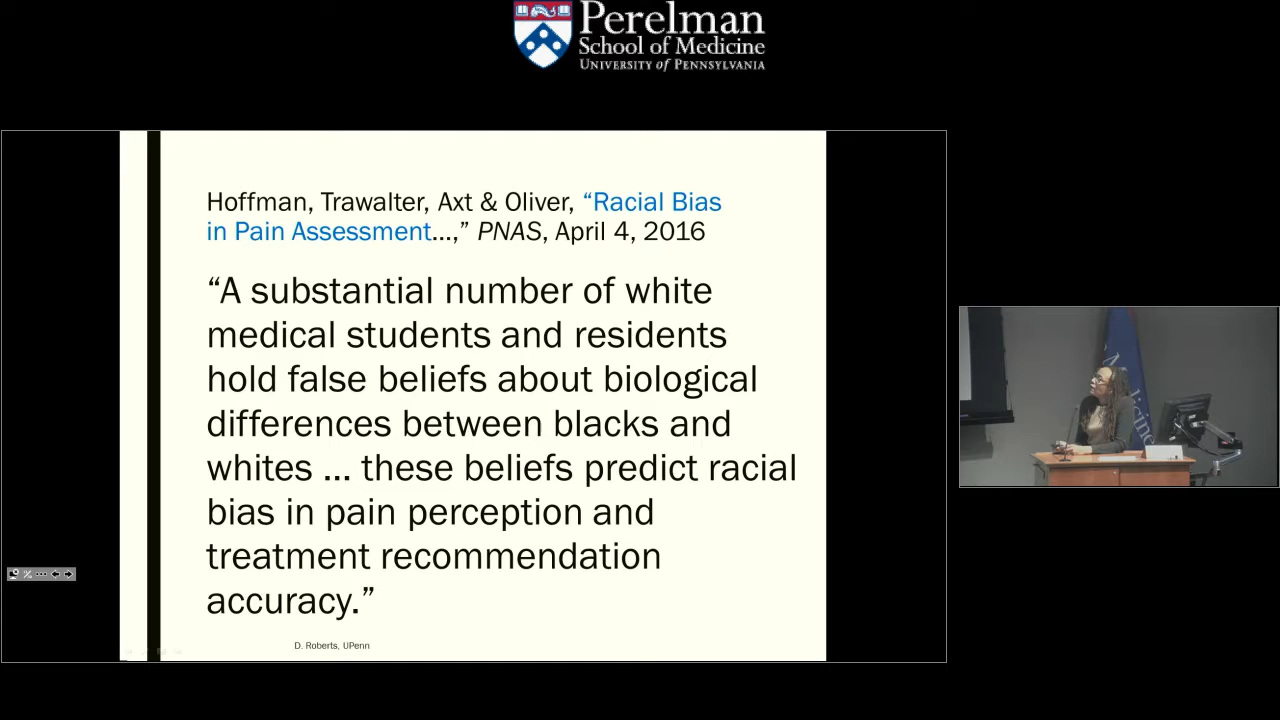 Perelman
School of Medicine
UNIVERSITY of PENNSYLVANIA
Hoffman, Trawalter, Axt & Oliver, “Racial Bias
in Pain Assessment…,” PNAS, April 4, 2016
“A substantial number of white
medical students and residents
hold false beliefs about biological
differences between blacks and
whites … these beliefs predict racial
bias in pain perception and
treatment recommendation
accuracy.”
D. Roberts, UPenn